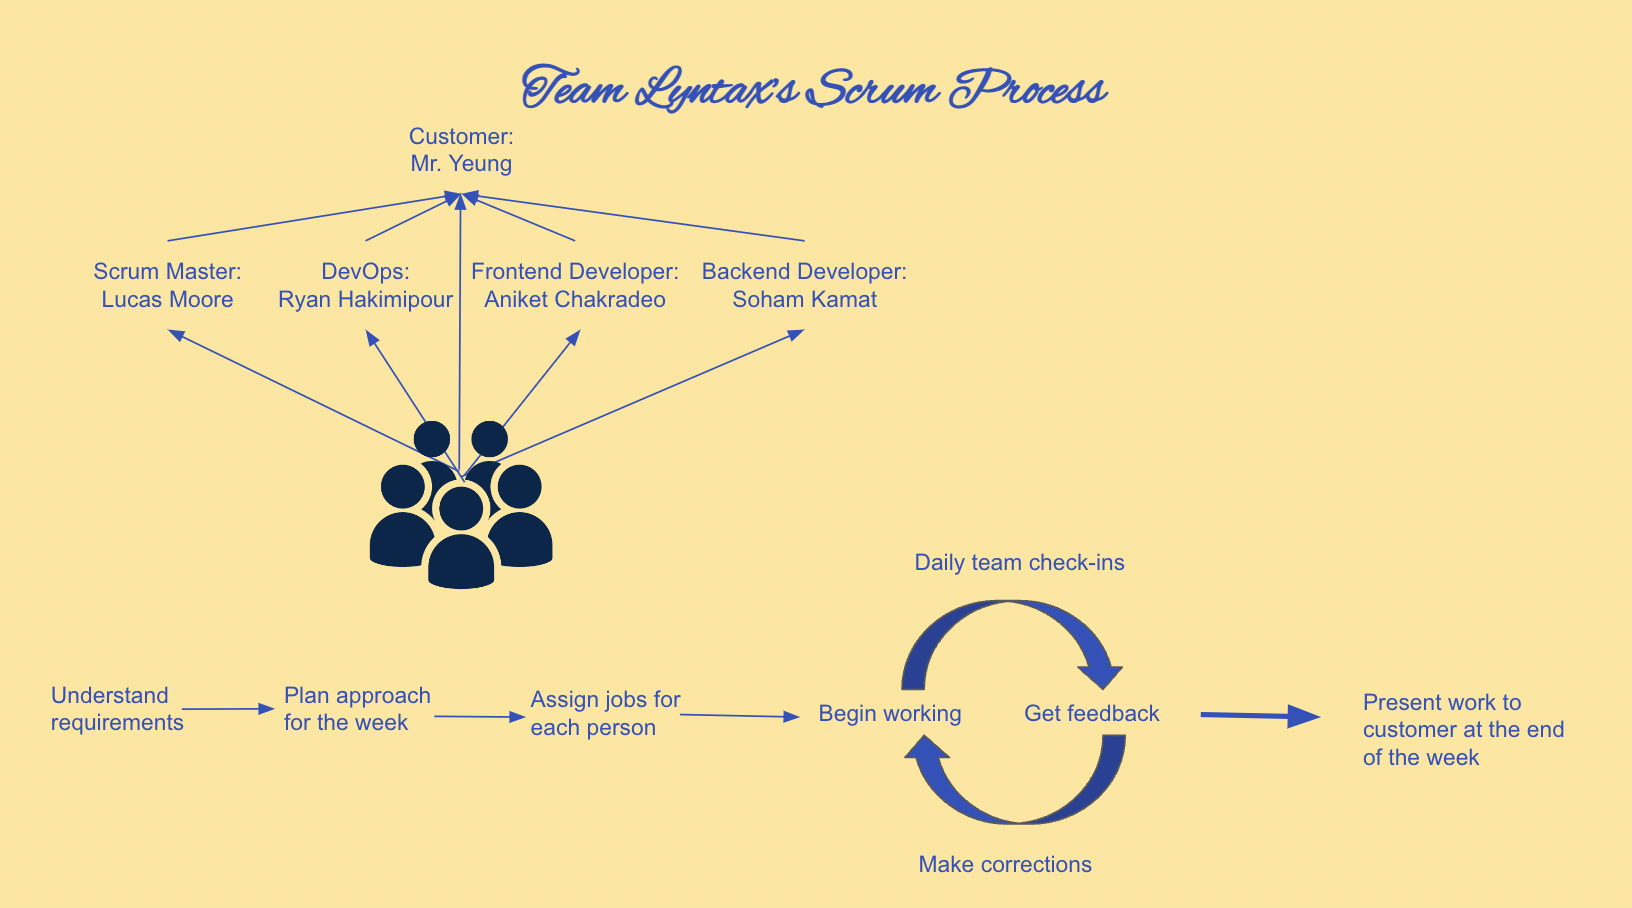 Team Lyntax's Scrum Process
Customer:
Mr. Yeung
Scrum Master:
Lucas Moore
DevOps:
Ryan Hakimipour
Frontend Developer:
Aniket Chakradeo
Backend Developer:
Soham Kamat
Daily team check-ins
Understand
requirements
Plan approach
for the week
Assign jobs for
each person
Begin working
Get feedback
Present work to
customer at the end
of the week
Make corrections